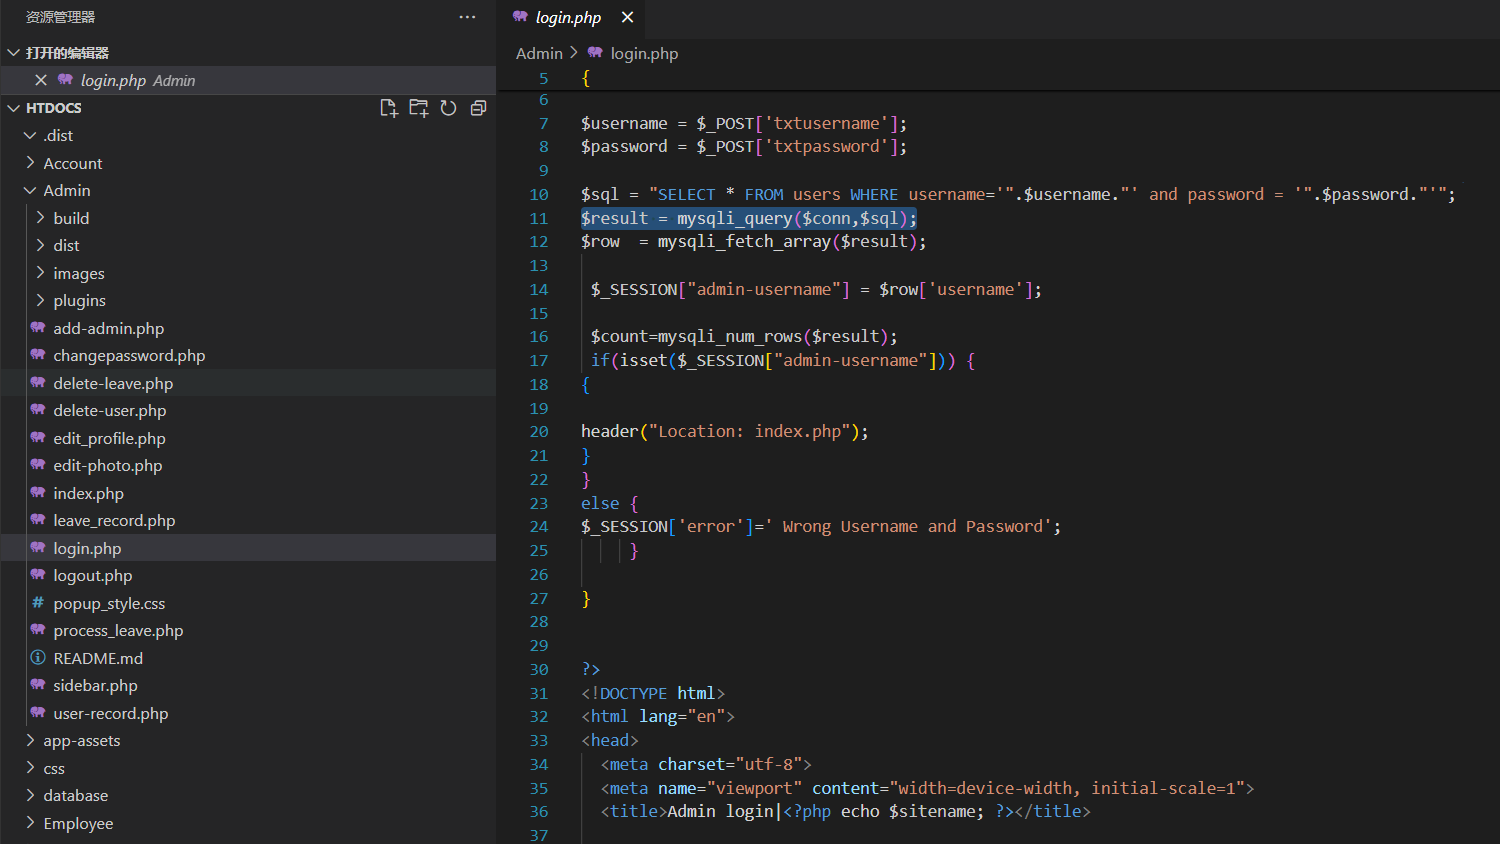 资源管理器
打开的编辑器
login.php Admin
HTDOCS
.dist
Account
Admin
build
dist
images
plugins
add-admin.php
changepassword.php
delete-leave.php
delete-user.php
edit_profile.php
edit-photo.php
index.php
leave_record.php
login.php
logout.php
popup_style.css
process_leave.php
README.md
sidebar.php
user-record.php
app-assets
css
database
Employee
login.php
Admin > login.php
5 {
6
7 $username = $_POST['txtusername'];
8 $password = $_POST['txtpassword'];
9
10 $sql = "SELECT * FROM users WHERE username='".$username."' and password = '".$password."'";
11 $result = mysqli_query($conn,$sql);
12 $row  = mysqli_fetch_array($result);
13
14 $_SESSION["admin-username"] = $row['username'];
15
16 $count=mysqli_num_rows($result);
17 if(isset($_SESSION["admin-username"])) {
18 {
19
20 header("Location: index.php");
21 }
22 }
23 else {
24 $_SESSION['error']=' Wrong Username and Password';
25 }
26
27 }
28
29
30 ?>
31 <!DOCTYPE html>
32 <html lang="en">
33 <head>
34 <meta charset="utf-8">
35 <meta name="viewport" content="width=device-width, initial-scale=1">
36 <title>Admin login|<?php echo $sitename; ?></title>
37